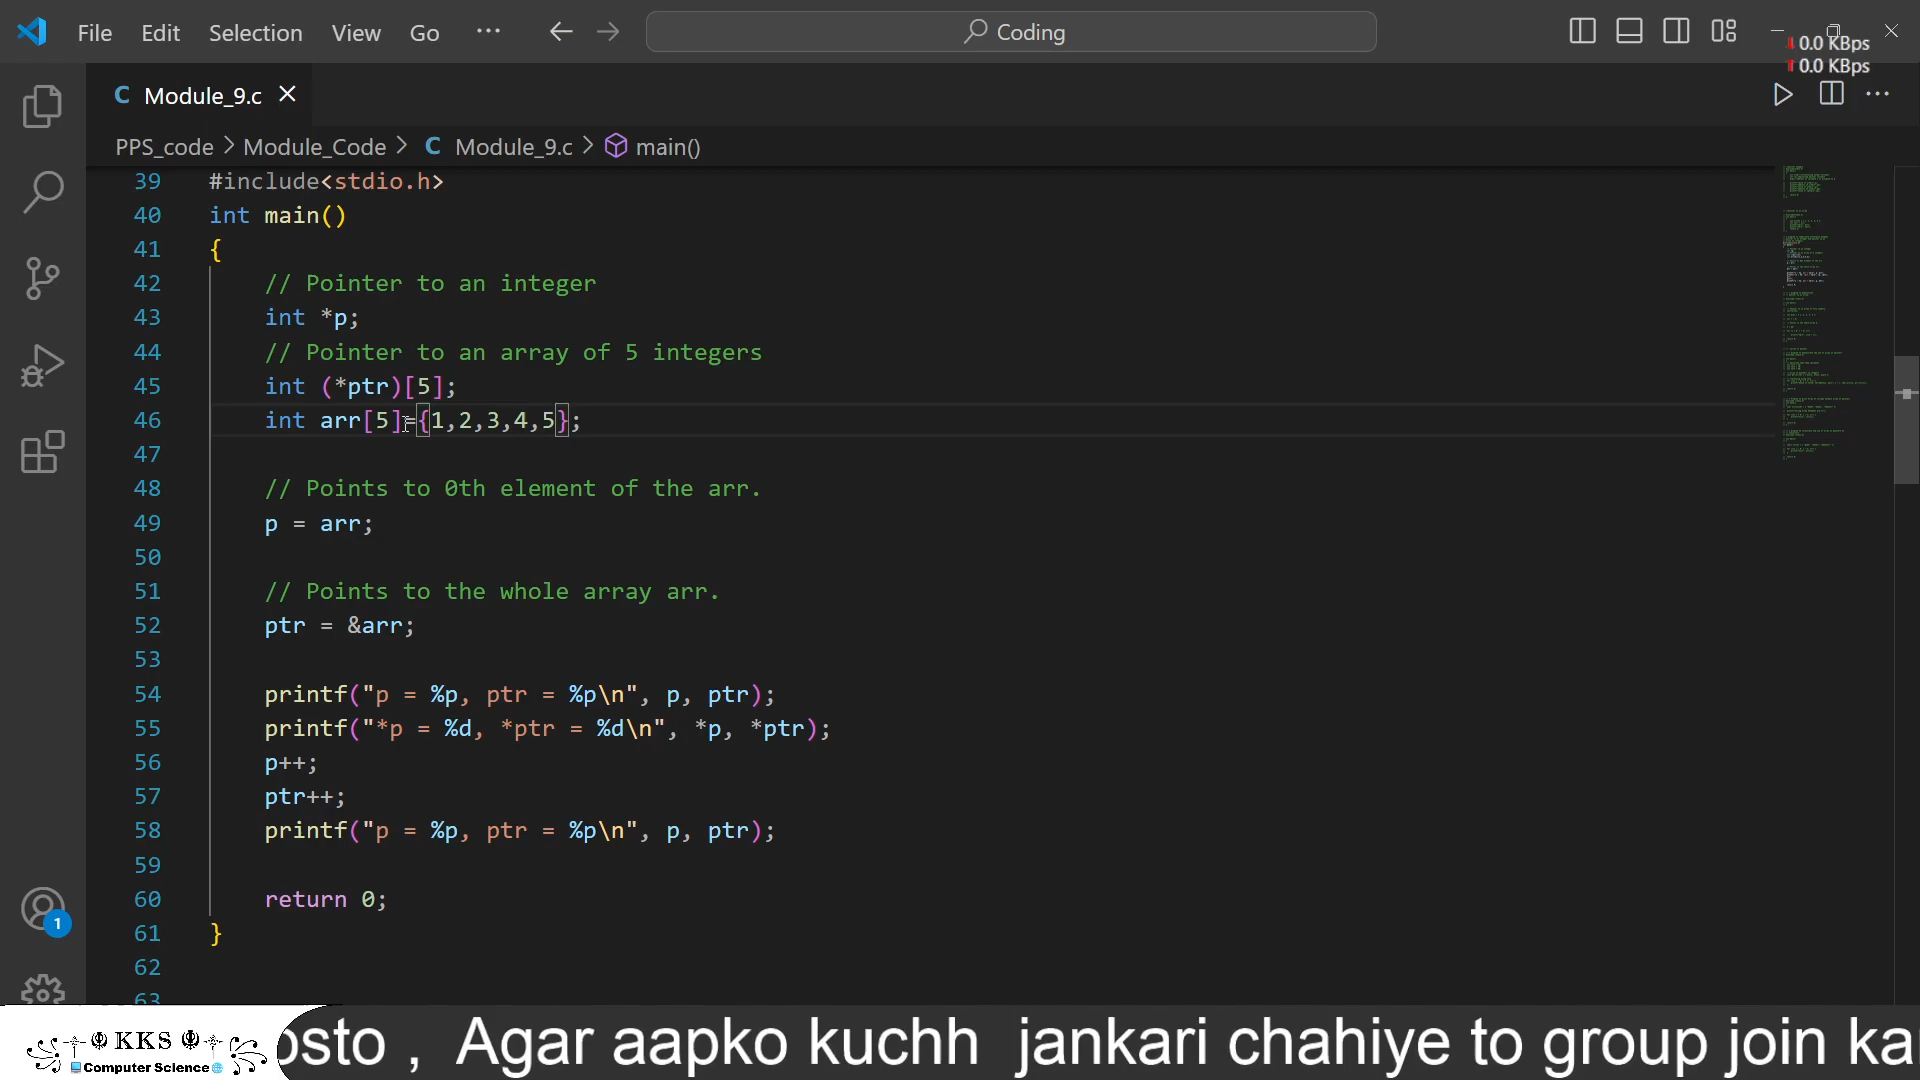 File Edit Selection View Go ··· Coding
0.0 KBps
0.0 KBps
C Module_9.c
PPS_code > Module_Code > C Module_9.c > main()
39 #include<stdio.h>
40 int main()
41 {
42 // Pointer to an integer
43 int *p;
44 // Pointer to an array of 5 integers
45 int (*ptr)[5];
46 int arr[5]={1,2,3,4,5};
47
48 // Points to 0th element of the arr.
49 p = arr;
50
51 // Points to the whole array arr.
52 ptr = &arr;
53
54 printf("p = %p, ptr = %p\n", p, ptr);
55 printf("*p = %d, *ptr = %d\n", *p, *ptr);
56 p++;
57 ptr++;
58 printf("p = %p, ptr = %p\n", p, ptr);
59
60 return 0;
61 }
62
63
1
KKS
Computer Science
osto , Agar aapko kuchh jankari chahiye to group join ka